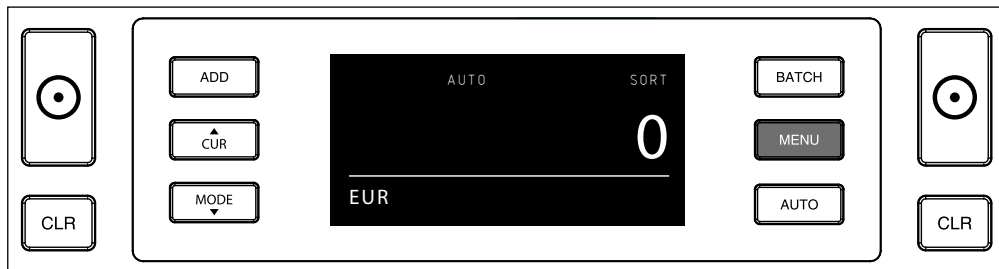 ADD
AUTO SORT
BATCH
CUR
0
MENU
MODE
EUR
AUTO
CLR
CLR